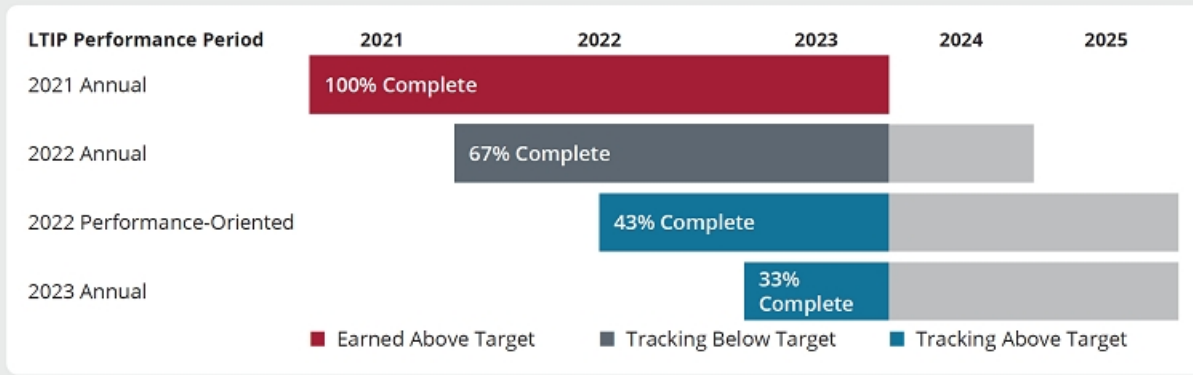 LTIP Performance Period 2021 2022 2023 2024 2025
2021 Annual 100% Complete
2022 Annual 67% Complete
2022 Performance-Oriented 43% Complete
2023 Annual 33%
Complete
Earned Above Target Tracking Below Target Tracking Above Target